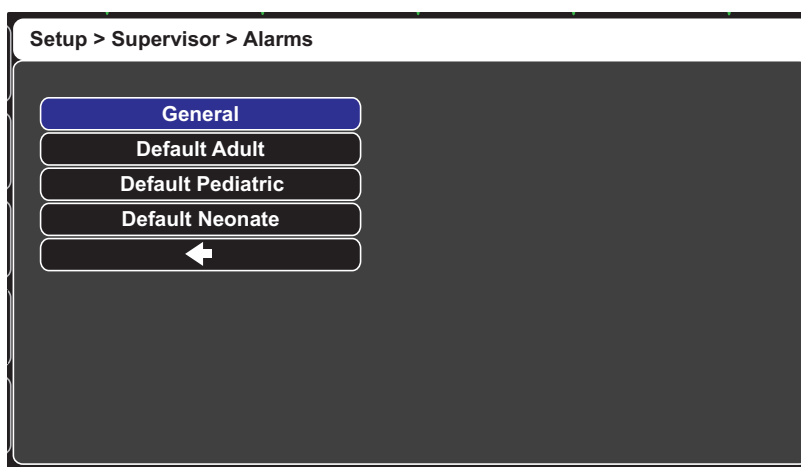 Setup > Supervisor > Alarms
General
Default Adult
Default Pediatric
Default Neonate